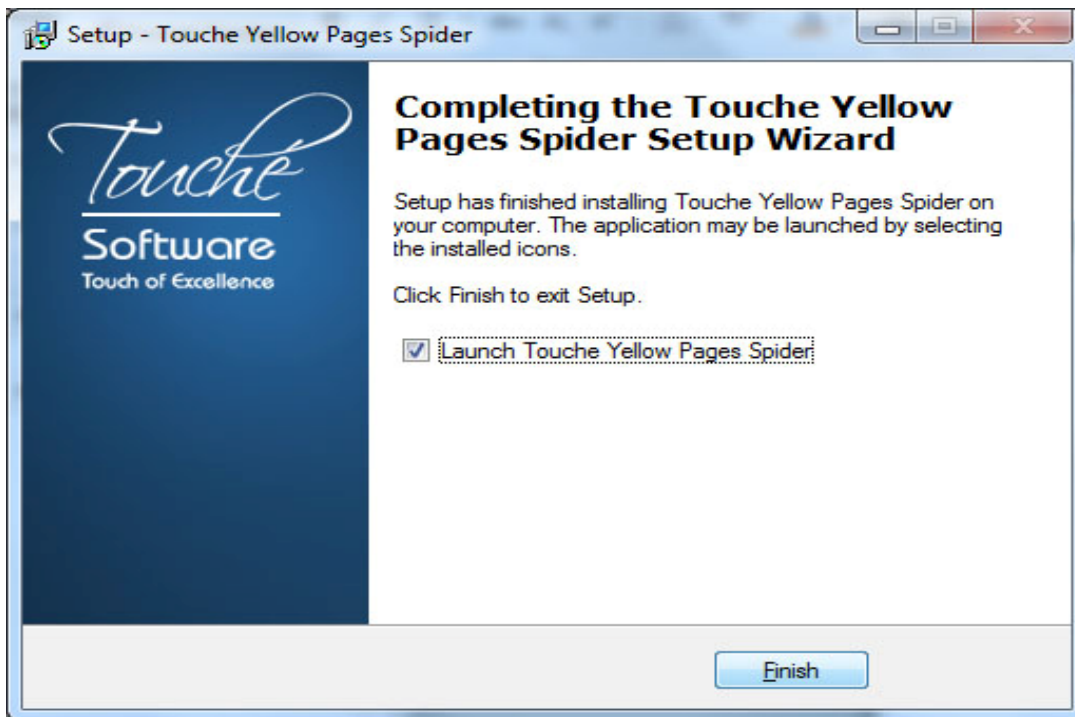 Setup - Touche Yellow Pages Spider
Touché
Software
Touch of Excellence
Completing the Touche Yellow
Pages Spider Setup Wizard
Setup has finished installing Touche Yellow Pages Spider on
your computer. The application may be launched by selecting
the installed icons.
Click Finish to exit Setup.
Launch Touche Yellow Pages Spider
Finish